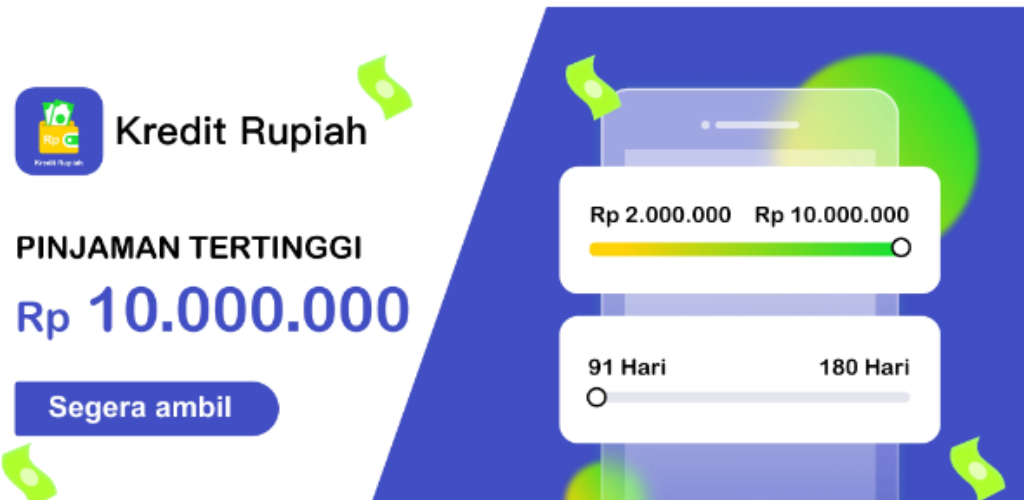 Rp
Kredit Rupiah
Kredit Rupiah
PINJAMAN TERTINGGI
Rp 10.000.000
Segera ambil
Rp 2.000.000 Rp 10.000.000
91 Hari 180 Hari